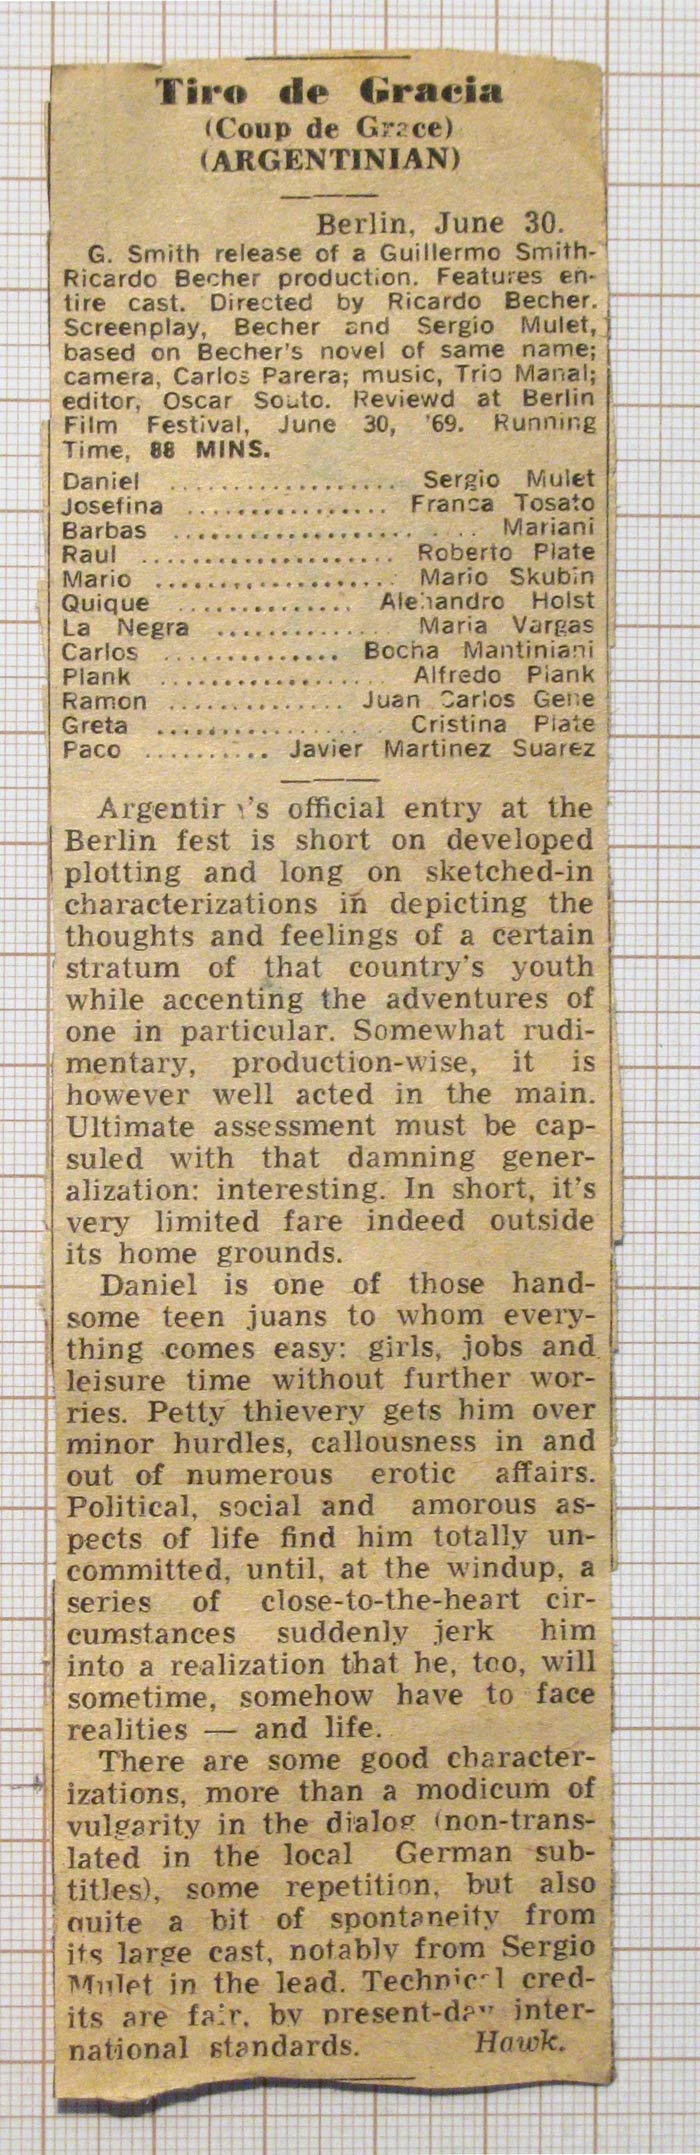 Tiro de Gracia
(Coup de Grace)
(ARGENTINIAN)
Berlin, June 30.
G. Smith release of a Guillermo Smith-
Ricardo Becher production. Features en-
tire cast. Directed by Ricardo Becher.
Screenplay, Becher and Sergio Mulet,
based on Becher's novel of same name;
camera, Carlos Parera; music, Trio Manal;
editor, Oscar Souto. Reviewd at Berlin
Film Festival, June 30, '69. Running
Time, 88 MINS.
Daniel .................. Sergio Mulet
Josefina ................ Franca Tosato
Barbas ..................... Mariani
Raul .................... Roberto Plate
Mario ................... Mario Skubin
Quique .............. Alehandro Holst
La Negra ............. Maria Vargas
Carlos .............. Bocha Mantiniani
Plank .................. Alfredo Plank
Ramon .............. Juan Carlos Gene
Greta .................. Cristina Plate
Paco .......... Javier Martinez Suarez
Argentina's official entry at the
Berlin fest is short on developed
plotting and long on sketched-in
characterizations in depicting the
thoughts and feelings of a certain
stratum of that country's youth
while accenting the adventures of
one in particular. Somewhat rudi-
mentary, production-wise, it is
however well acted in the main.
Ultimate assessment must be cap-
suled with that damning gener-
alization: interesting. In short, it's
very limited fare indeed outside
its home grounds.
Daniel is one of those hand-
some teen juans to whom every-
thing comes easy: girls, jobs and
leisure time without further wor-
ries. Petty thievery gets him over
minor hurdles, callousness in and
out of numerous erotic affairs.
Political, social and amorous as-
pects of life find him totally un-
committed, until, at the windup, a
series of close-to-the-heart cir-
cumstances suddenly jerk him
into a realization that he, too, will
sometime, somehow have to face
realities — and life.
There are some good character-
izations, more than a modicum of
vulgarity in the dialog (non-trans-
lated in the local German sub-
titles), some repetition, but also
quite a bit of spontaneity from
its large cast, notably from Sergio
Mulet in the lead. Technical cred-
its are fair, by present-day inter-
national standards. Hawk.